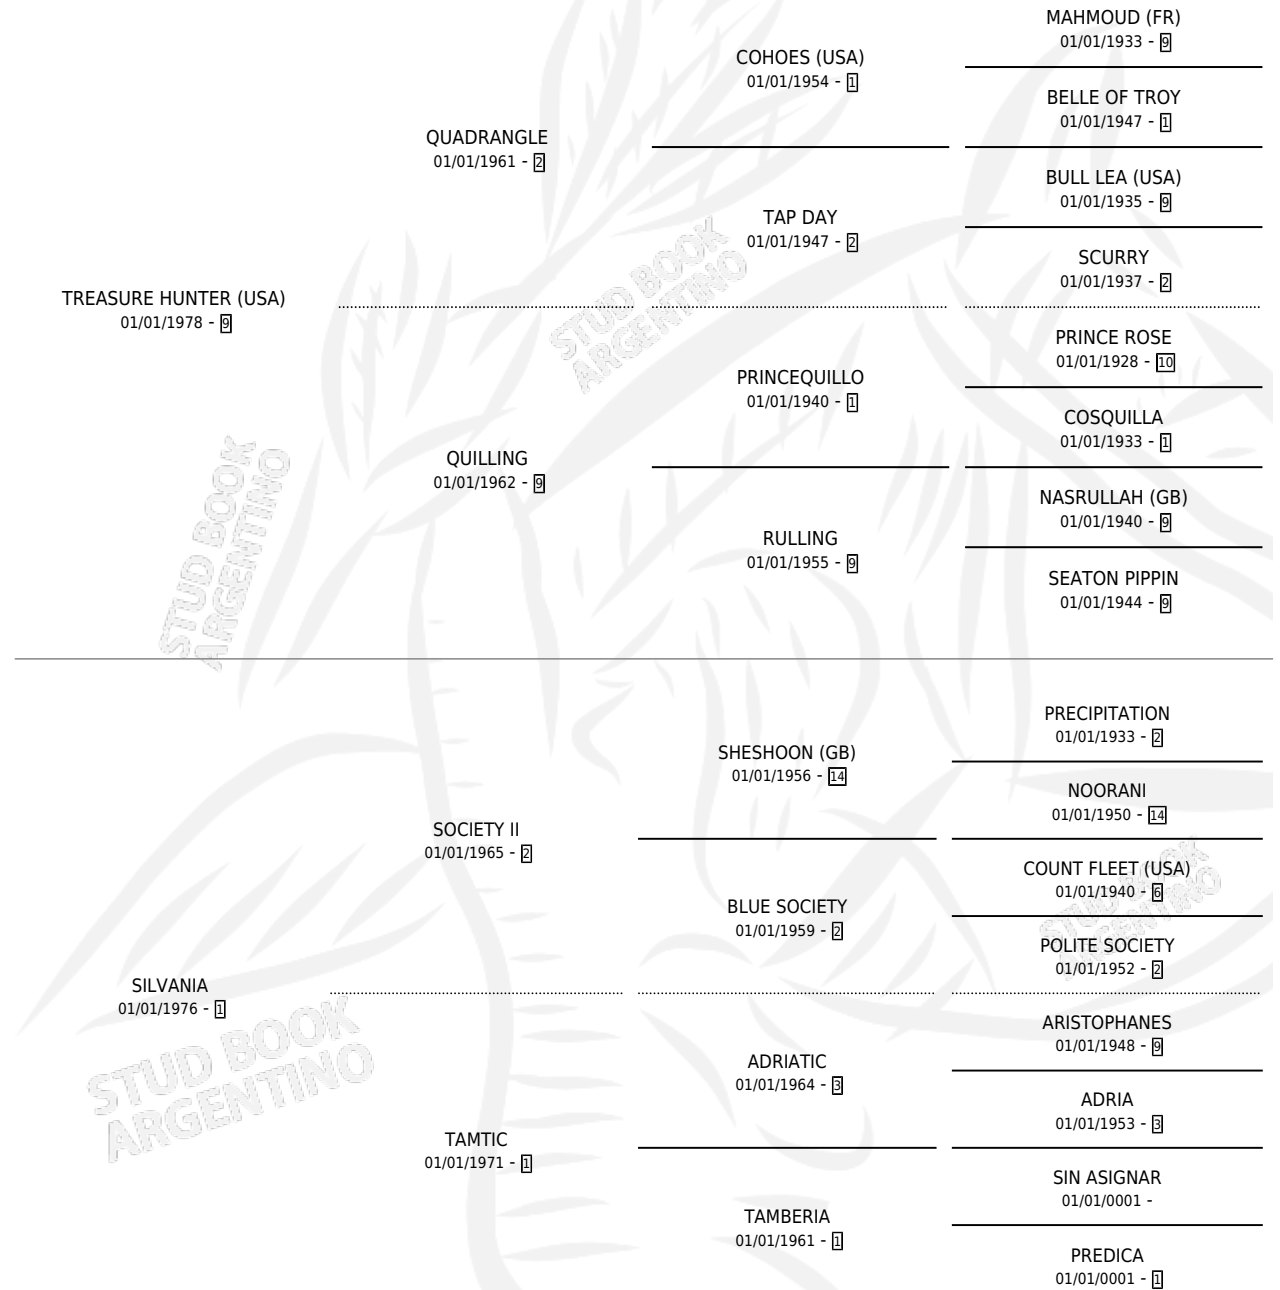 MAHMOUD (FR)
01/01/1933 - 9
COHOES (USA)
01/01/1954 - 1
BELLE OF TROY
01/01/1947 - 1
QUADRANGLE
01/01/1961 - 2
BULL LEA (USA)
01/01/1935 - 9
TAP DAY
01/01/1947 - 2
SCURRY
01/01/1937 - 2
TREASURE HUNTER (USA)
01/01/1978 - 9
PRINCE ROSE
01/01/1928 - 10
PRINCEQUILLO
01/01/1940 - 1
COSQUILLA
01/01/1933 - 1
QUILLING
01/01/1962 - 9
NASRULLAH (GB)
01/01/1940 - 9
RULLING
01/01/1955 - 9
SEATON PIPPIN
01/01/1944 - 9
PRECIPITATION
01/01/1933 - 2
SHESHOON (GB)
01/01/1956 - 14
NOORANI
01/01/1950 - 14
SOCIETY II
01/01/1965 - 2
COUNT FLEET (USA)
01/01/1940 - 6
BLUE SOCIETY
01/01/1959 - 2
POLITE SOCIETY
01/01/1952 - 2
SILVANIA
01/01/1976 - 1
ARISTOPHANES
01/01/1948 - 9
ADRIATIC
01/01/1964 - 3
ADRIA
01/01/1953 - 3
TAMTIC
01/01/1971 - 1
SIN ASIGNAR
01/01/0001 -
TAMBERIA
01/01/1961 - 1
PREDICA
01/01/0001 - 1
STUD BOOK
ARGENTINO
STUD BOOK
ARGENTINO
STUD BOOK
ARGENTINO
STUD BOOK
ARGENTINO